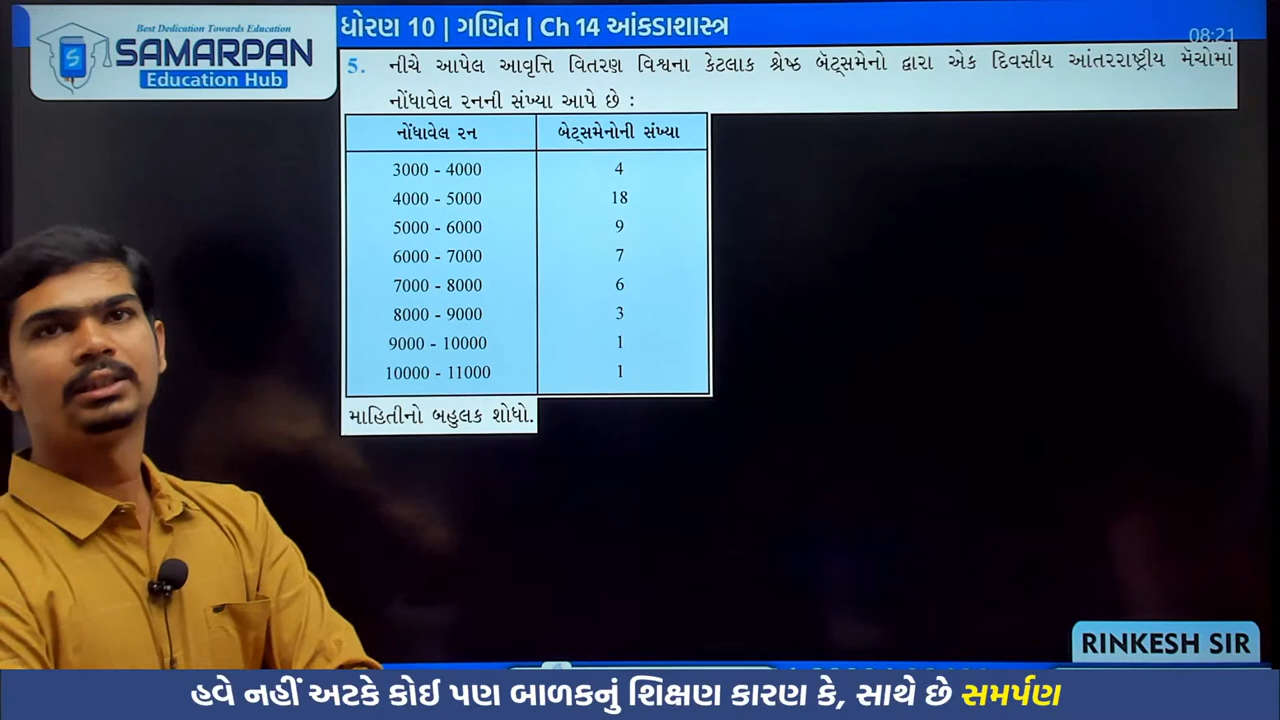 Best Dedication Towards Education
SAMARPAN
Education Hub
ધોરણ 10 | ગણિત | Ch 14 આંકડાશાસ્ત્ર
08:21
5. નીચે આપેલ આવૃત્તિ વિતરણ વિશ્વના કેટલાક શ્રેષ્ઠ બૅટ્સમેનો દ્વારા એક દિવસીય આંતરરાષ્ટ્રીય મૅચોમાં
નોંધાવેલ રનની સંખ્યા આપે છે :
નોંધાવેલ રન બેટ્સમેનોની સંખ્યા
3000 - 4000 4
4000 - 5000 18
5000 - 6000 9
6000 - 7000 7
7000 - 8000 6
8000 - 9000 3
9000 - 10000 1
10000 - 11000 1
માહિતીનો બહુલક શોધો.
RINKESH SIR
હવે નહીં અટકે કોઈ પણ બાળકનું શિક્ષણ કારણ કે, સાથે છે સમર્પણ